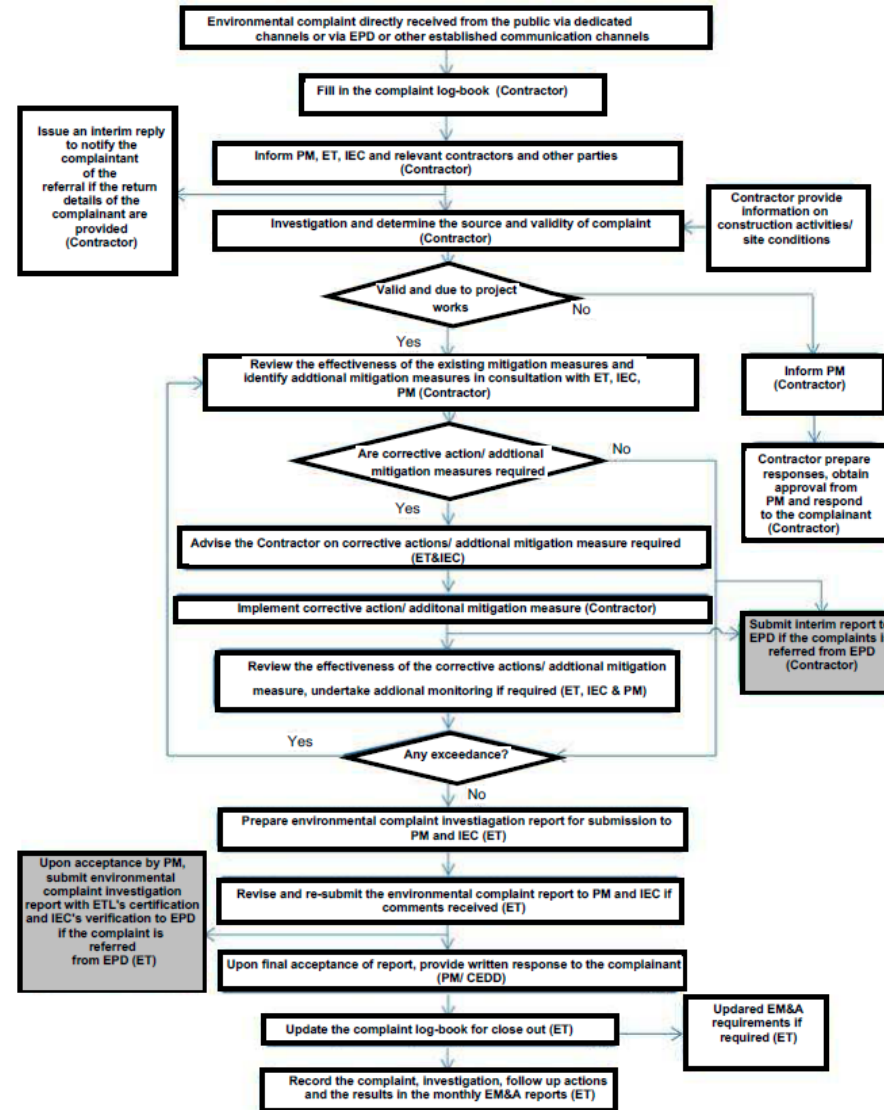 Environmental complaint directly received from the public via dedicated
channels or via EPD or other established communication channels
Fill in the complaint log-book (Contractor)
Issue an interim reply
to notify the
complaintant
of the
referral if the return
details of the
complainant are
provided
(Contractor)
Inform PM, ET, IEC and relevant contractors and other parties
(Contractor)
Investigation and determine the source and validity of complaint
(Contractor)
Contractor provide
information on
construction activities/
site conditions
Valid and due to project
works
No
Yes
Review the effectiveness of the existing mitigation measures and
identify addtional mitigation measures in consultation with ET, IEC,
PM (Contractor)
Inform PM
(Contractor)
Are corrective action/ addtional
mitigation measures required
No
Yes
Contractor prepare
responses, obtain
approval from
PM and respond
to the complainant
(Contractor)
Advise the Contractor on corrective actions/ addtional mitigation measure required
(ET&IEC)
Implement corrective action/ additonal mitigation measure (Contractor)
Submit interim report to
EPD if the complaints i
referred from EPD
(Contractor)
Review the effectiveness of the corrective actions/ addtional mitigation
measure, undertake addional monitoring if required (ET, IEC & PM)
Yes
Any exceedance?
No
Prepare environmental complaint investiagation report for submission to
PM and IEC (ET)
Upon acceptance by PM,
submit environmental
complaint investigation
report with ETL's certification
and IEC's verification to EPD
if the complaint is
referred
from EPD (ET)
Revise and re-submit the environmental complaint report to PM and IEC if
comments received (ET)
Upon final acceptance of report, provide written response to the complainant
(PM/ CEDD)
Update the complaint log-book for close out (ET)
Updared EM&A
requirements if
required (ET)
Record the complaint, investigation, follow up actions
and the results in the monthly EM&A reports (ET)